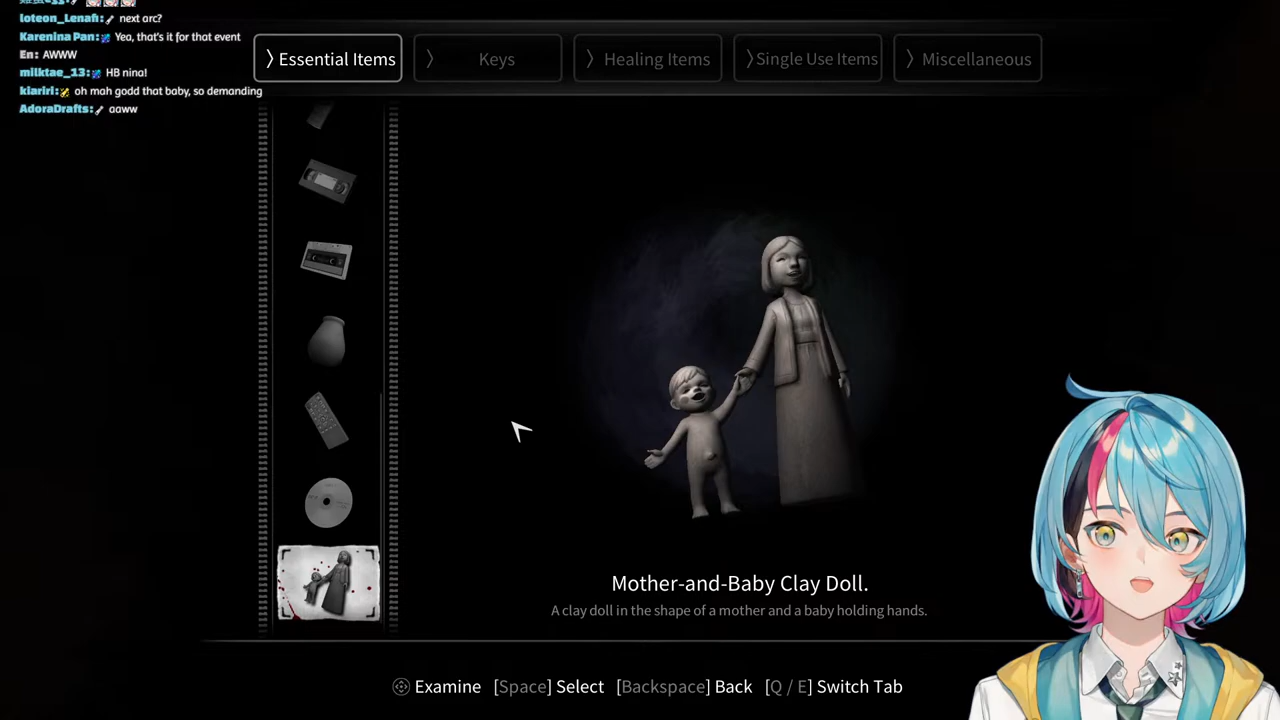 loteon_Lenafi: next arc?
Karenina Pan: Yea, that's it for that event
En: AWWW
milktae_13: HB nina!
klariri: oh mah godd that baby, so demanding
AdoraDrafts: aaww
Essential Items
Keys
Healing Items
Single Use Items
Miscellaneous
Mother-and-Baby Clay Doll.
A clay doll in the shape of a mother and a baby holding hands.
Examine [Space] Select [Backspace] Back [Q / E] Switch Tab